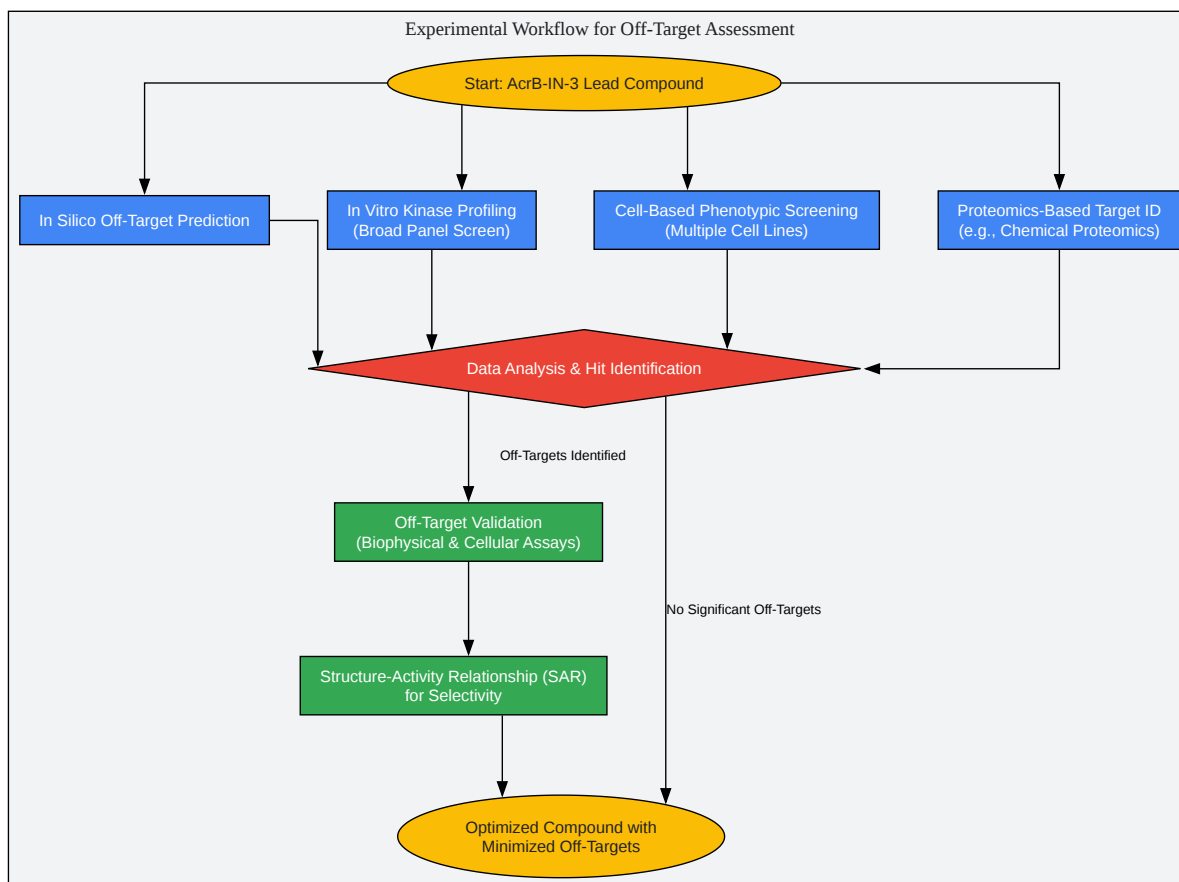 Experimental Workflow for Off-Target Assessment
Start: AcrB-IN-3 Lead Compound
In Silico Off-Target Prediction
In Vitro Kinase Profiling
(Broad Panel Screen)
Cell-Based Phenotypic Screening
(Multiple Cell Lines)
Proteomics-Based Target ID
(e.g., Chemical Proteomics)
Data Analysis & Hit Identification
Off-Targets Identified
Off-Target Validation
(Biophysical & Cellular Assays)
No Significant Off-Targets
Structure-Activity Relationship (SAR)
for Selectivity
Optimized Compound with
Minimized Off-Targets